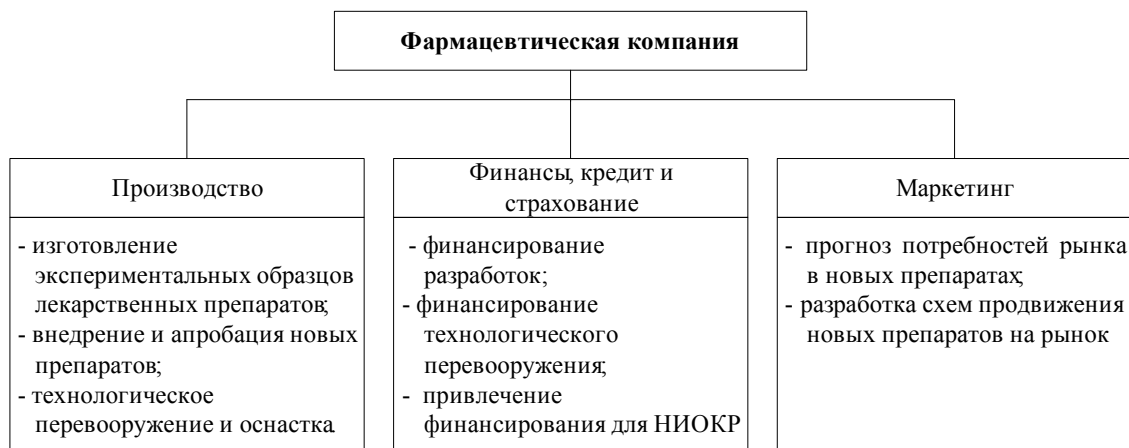 Фармацевтическая компания
Производство
- изготовление
экспериментальных образцов
лекарственных препаратов;
- внедрение и апробация новых
препаратов;
- технологическое
перевооружение и оснастка.
Финансы, кредит и
страхование
- финансирование
разработок;
- финансирование
технологического
перевооружения;
- привлечение
финансирования для НИОКР
Маркетинг
- прогноз потребностей рынка
в новых препаратах;
- разработка схем продвижения
новых препаратов на рынок